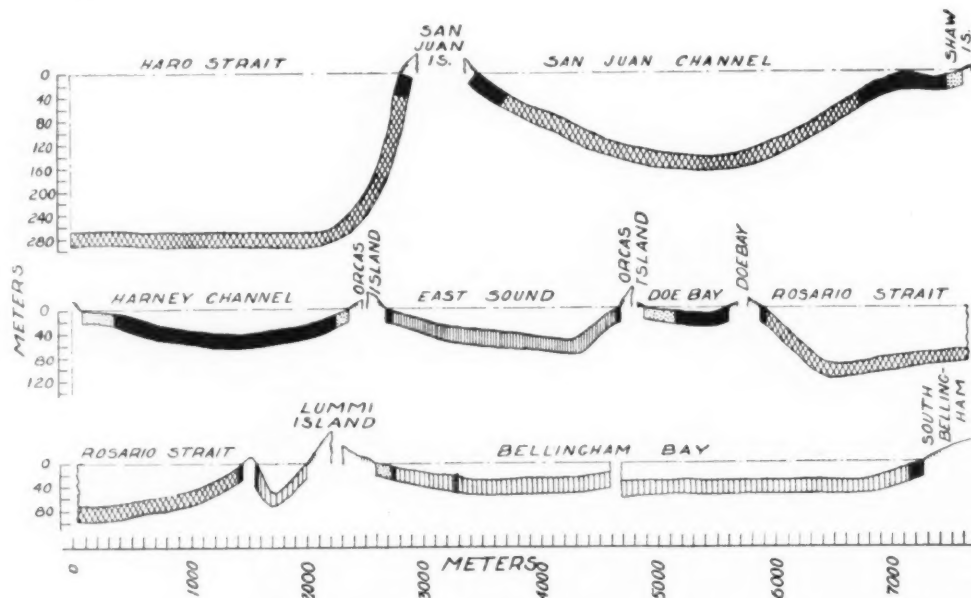 SAN
JUAN
IS.
HARO STRAIT
SAN JUAN CHANNEL
SHAW
IS.
0
40
80
120
160
200
240
280
METERS
HARNEY CHANNEL
ORCAS
ISLAND
EAST SOUND
ORCAS
ISLAND
DOE BAY
DOE BAY
ROSARIO STRAIT
0
40
80
120
ROSARIO STRAIT
LUMMI
ISLAND
BELLINGHAM BAY
SOUTH
BELLING-
HAM
0
40
80
METERS
0
1000
2000
3000
4000
5000
6000
7000